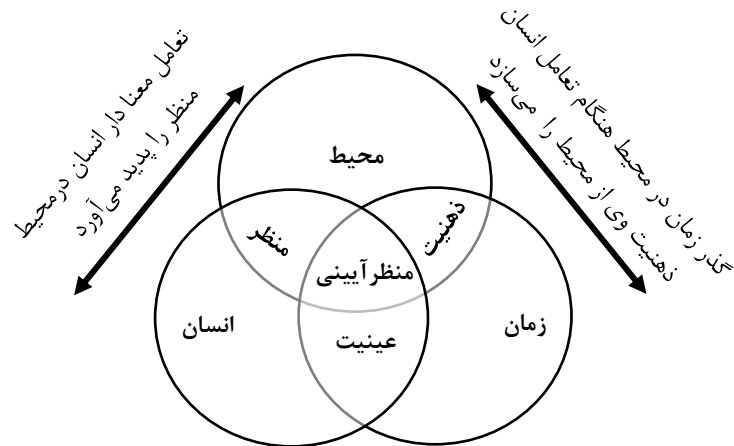 گذر زمان در محیط هنگام تعامل انسان
ذهنیت وی از محیط را می‌سازد
تعامل معنا دار انسان درمحیط
منظر را پدید می‌آورد
محیط
ذهنیت
منظر
منظرآیینی
زمان
انسان
عینیت